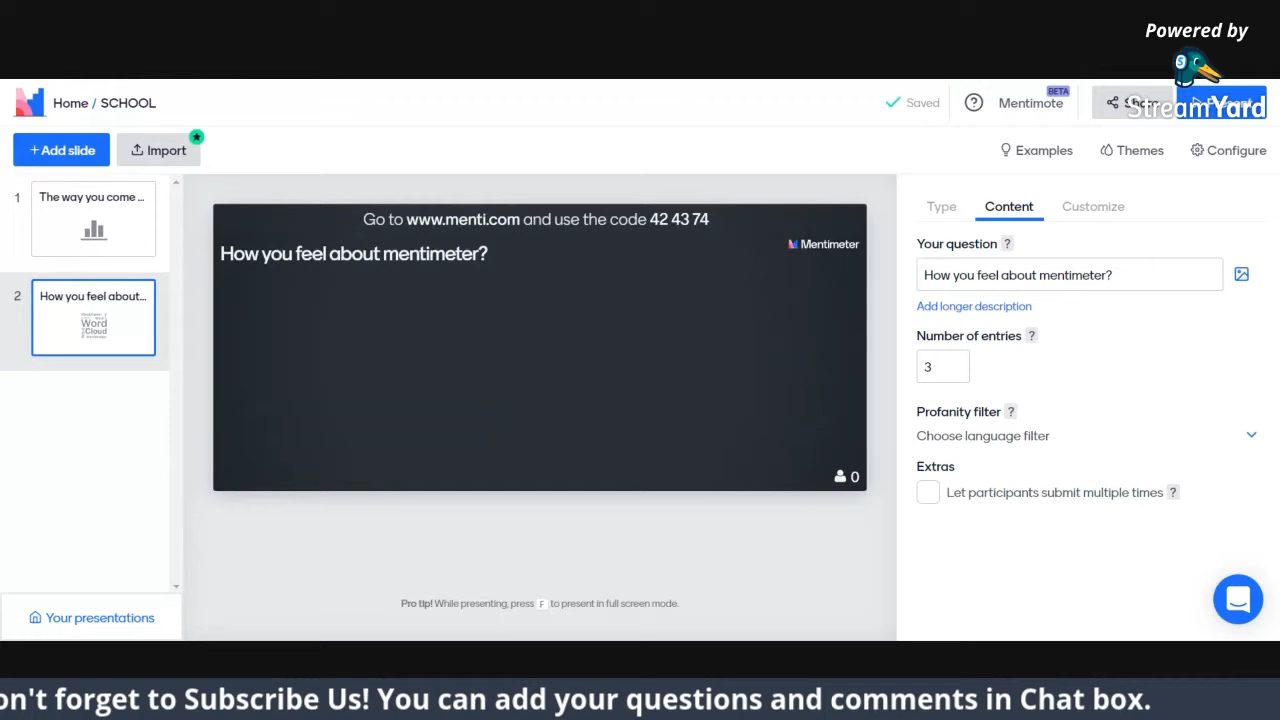 Powered by
StreamYard
Home / SCHOOL
Saved
Mentimote
BETA
+ Add slide
Import
Examples
Themes
Configure
1
The way you come ...
2
How you feel about...
Word
Cloud
Go to www.menti.com and use the code 42 43 74
How you feel about mentimeter?
Mentimeter
0
Pro tip! While presenting, press F to present in full screen mode.
Your presentations
Type
Content
Customize
Your question ?
How you feel about mentimeter?
Add longer description
Number of entries ?
3
Profanity filter ?
Choose language filter
Extras
Let participants submit multiple times ?
on't forget to Subscribe Us! You can add your questions and comments in Chat box.